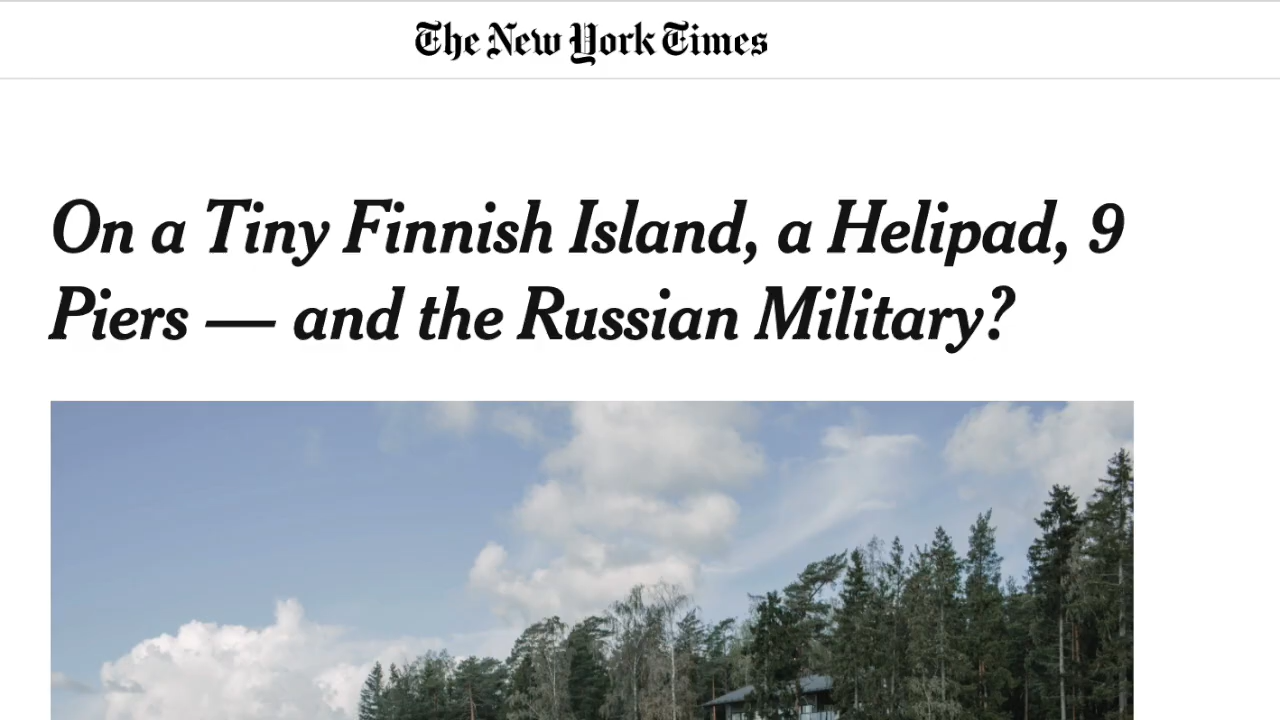 The New York Times
On a Tiny Finnish Island, a Helipad, 9
Piers — and the Russian Military?